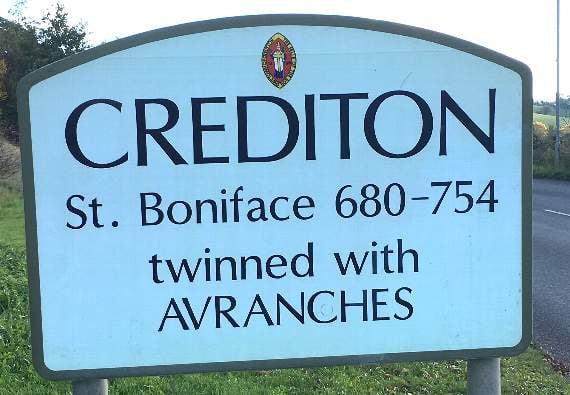 CREDITON
St. Boniface 680-754
twinned with
AVRANCHES